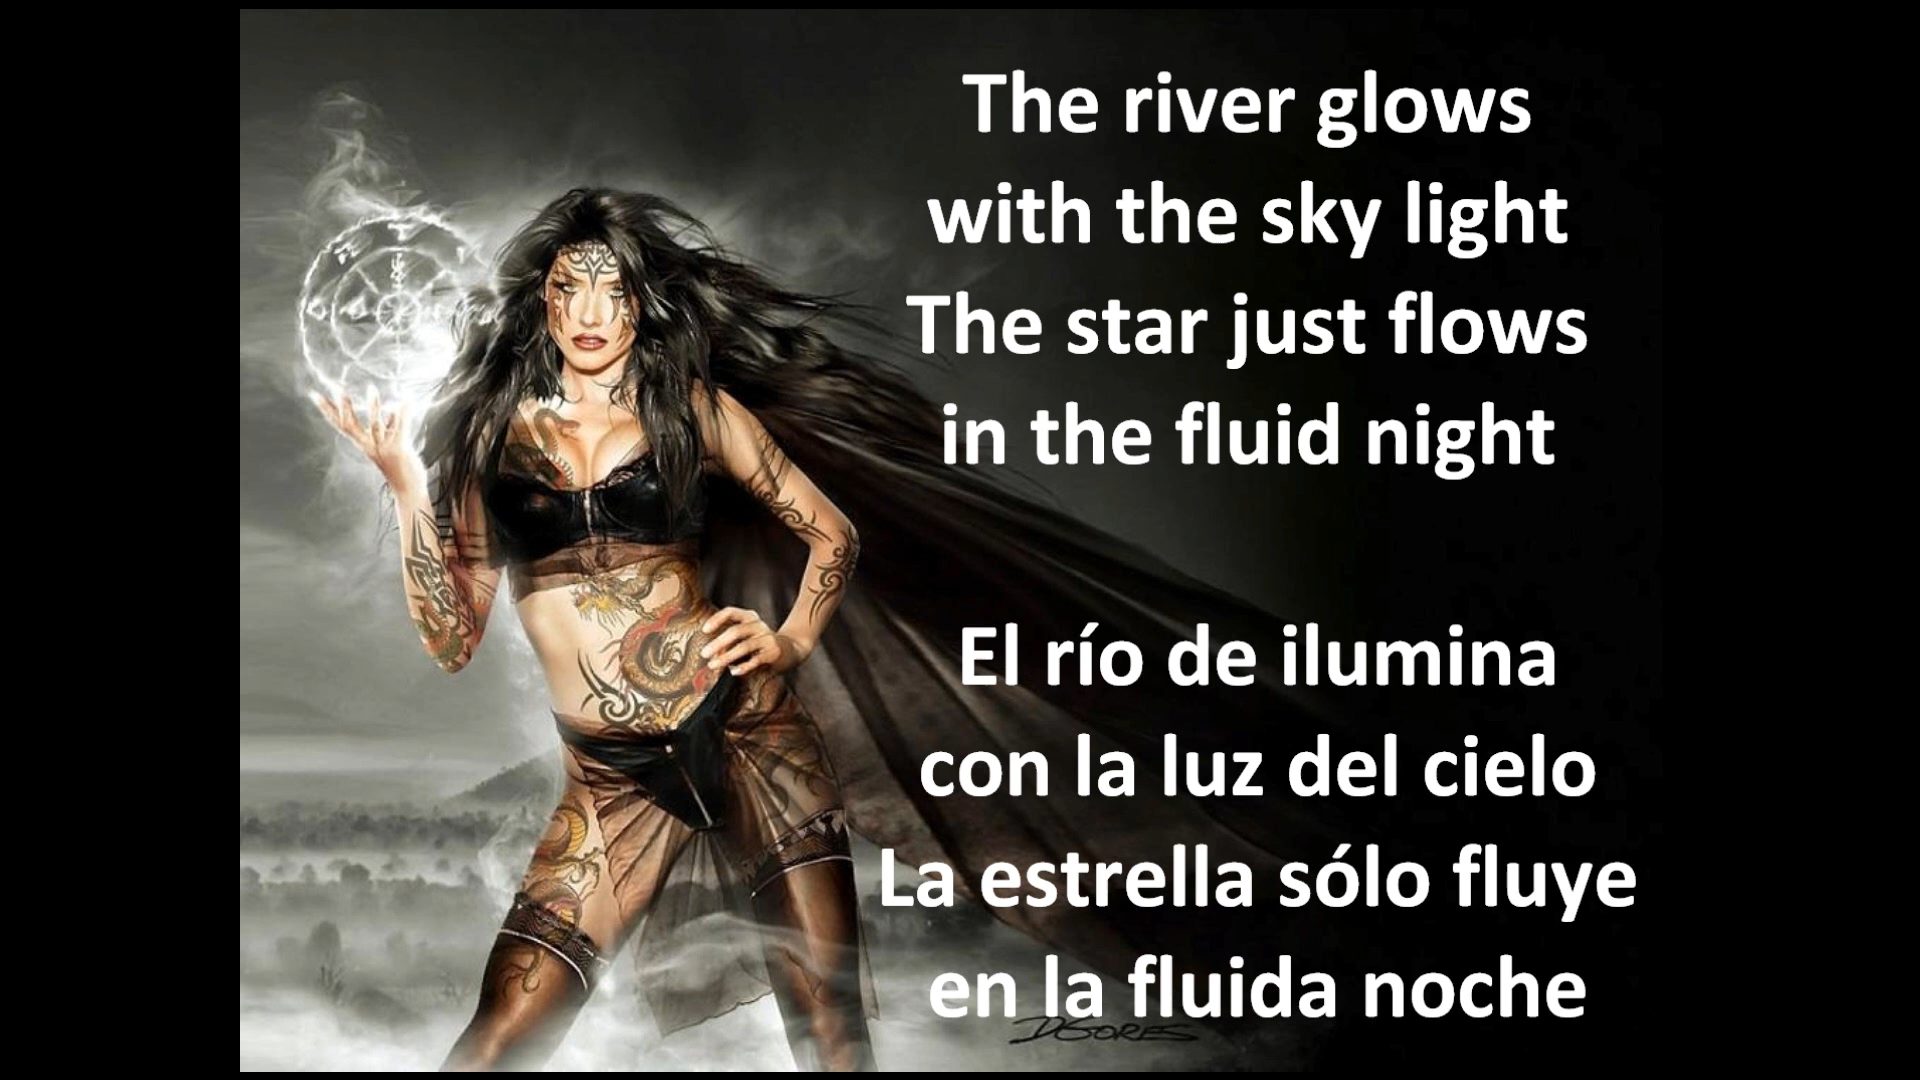 The river glows
with the sky light
The star just flows
in the fluid night
El río de ilumina
con la luz del cielo
La estrella sólo fluye
en la fluida noche
DGORES